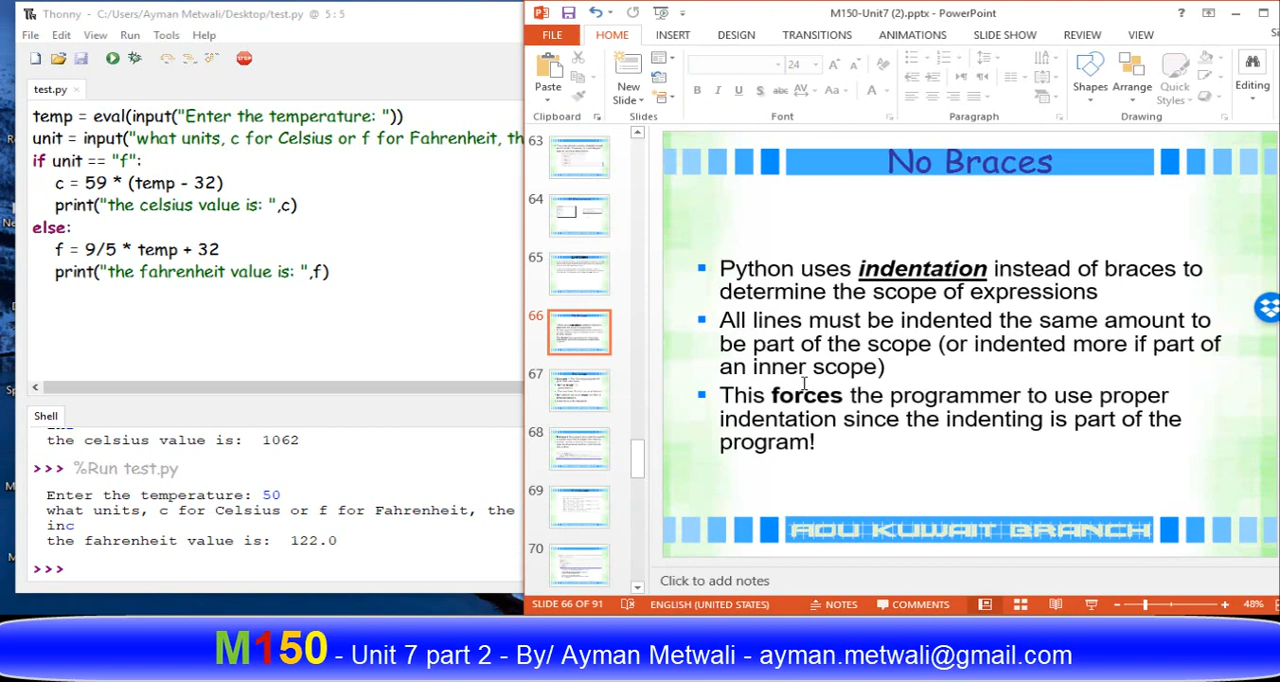 Thonny - C:/Users/Ayman Metwali/Desktop/test.py @ 5:5
File Edit View Run Tools Help
test.py ×
temp = eval(input("Enter the temperature: "))
unit = input("what units, c for Celsius or f for Fahrenheit, th
if unit == "f":
c = 59 * (temp - 32)
print("the celsius value is: ",c)
else:
f = 9/5 * temp + 32
print("the fahrenheit value is: ",f)
Shell
the celsius value is: 1062
>>> %Run test.py
Enter the temperature: 50
what units, c for Celsius or f for Fahrenheit, the
inc
the fahrenheit value is: 122.0
>>>
M150-Unit7 (2).pptx - PowerPoint
FILE HOME INSERT DESIGN TRANSITIONS ANIMATIONS SLIDE SHOW REVIEW VIEW Si
Paste New Slide 24 Shapes Arrange Quick Styles Editing
B I U S abc AV Aa A
Clipboard Slides Font Paragraph Drawing
63
64
65
66
67
68
69
70
No Braces
Python uses indentation instead of braces to
determine the scope of expressions
All lines must be indented the same amount to
be part of the scope (or indented more if part of
an inner scope)
This forces the programmer to use proper
indentation since the indenting is part of the
program!
AOU KUWAIT BRANCH
Click to add notes
SLIDE 66 OF 91 ENGLISH (UNITED STATES) NOTES COMMENTS 48%
M150 - Unit 7 part 2 - By/ Ayman Metwali - ayman.metwali@gmail.com